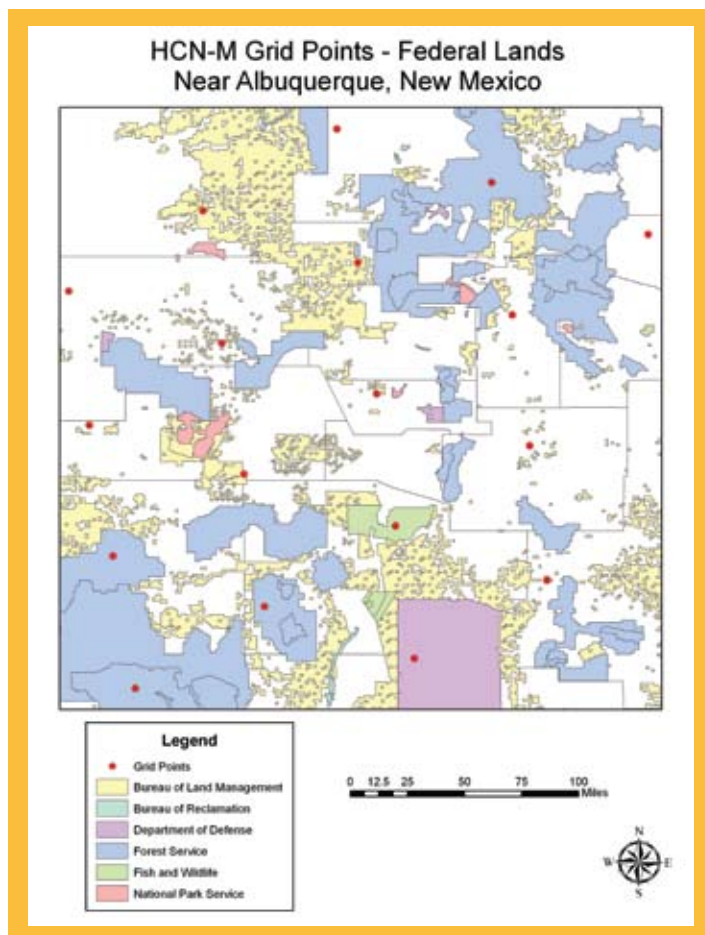 HCN-M Grid Points - Federal Lands
Near Albuquerque, New Mexico
Legend
Grid Points
Bureau of Land Management
Bureau of Reclamation
Department of Defense
Forest Service
Fish and Wildlife
National Park Service
0 12.5 25 50 75 100
Miles
N
W E
S